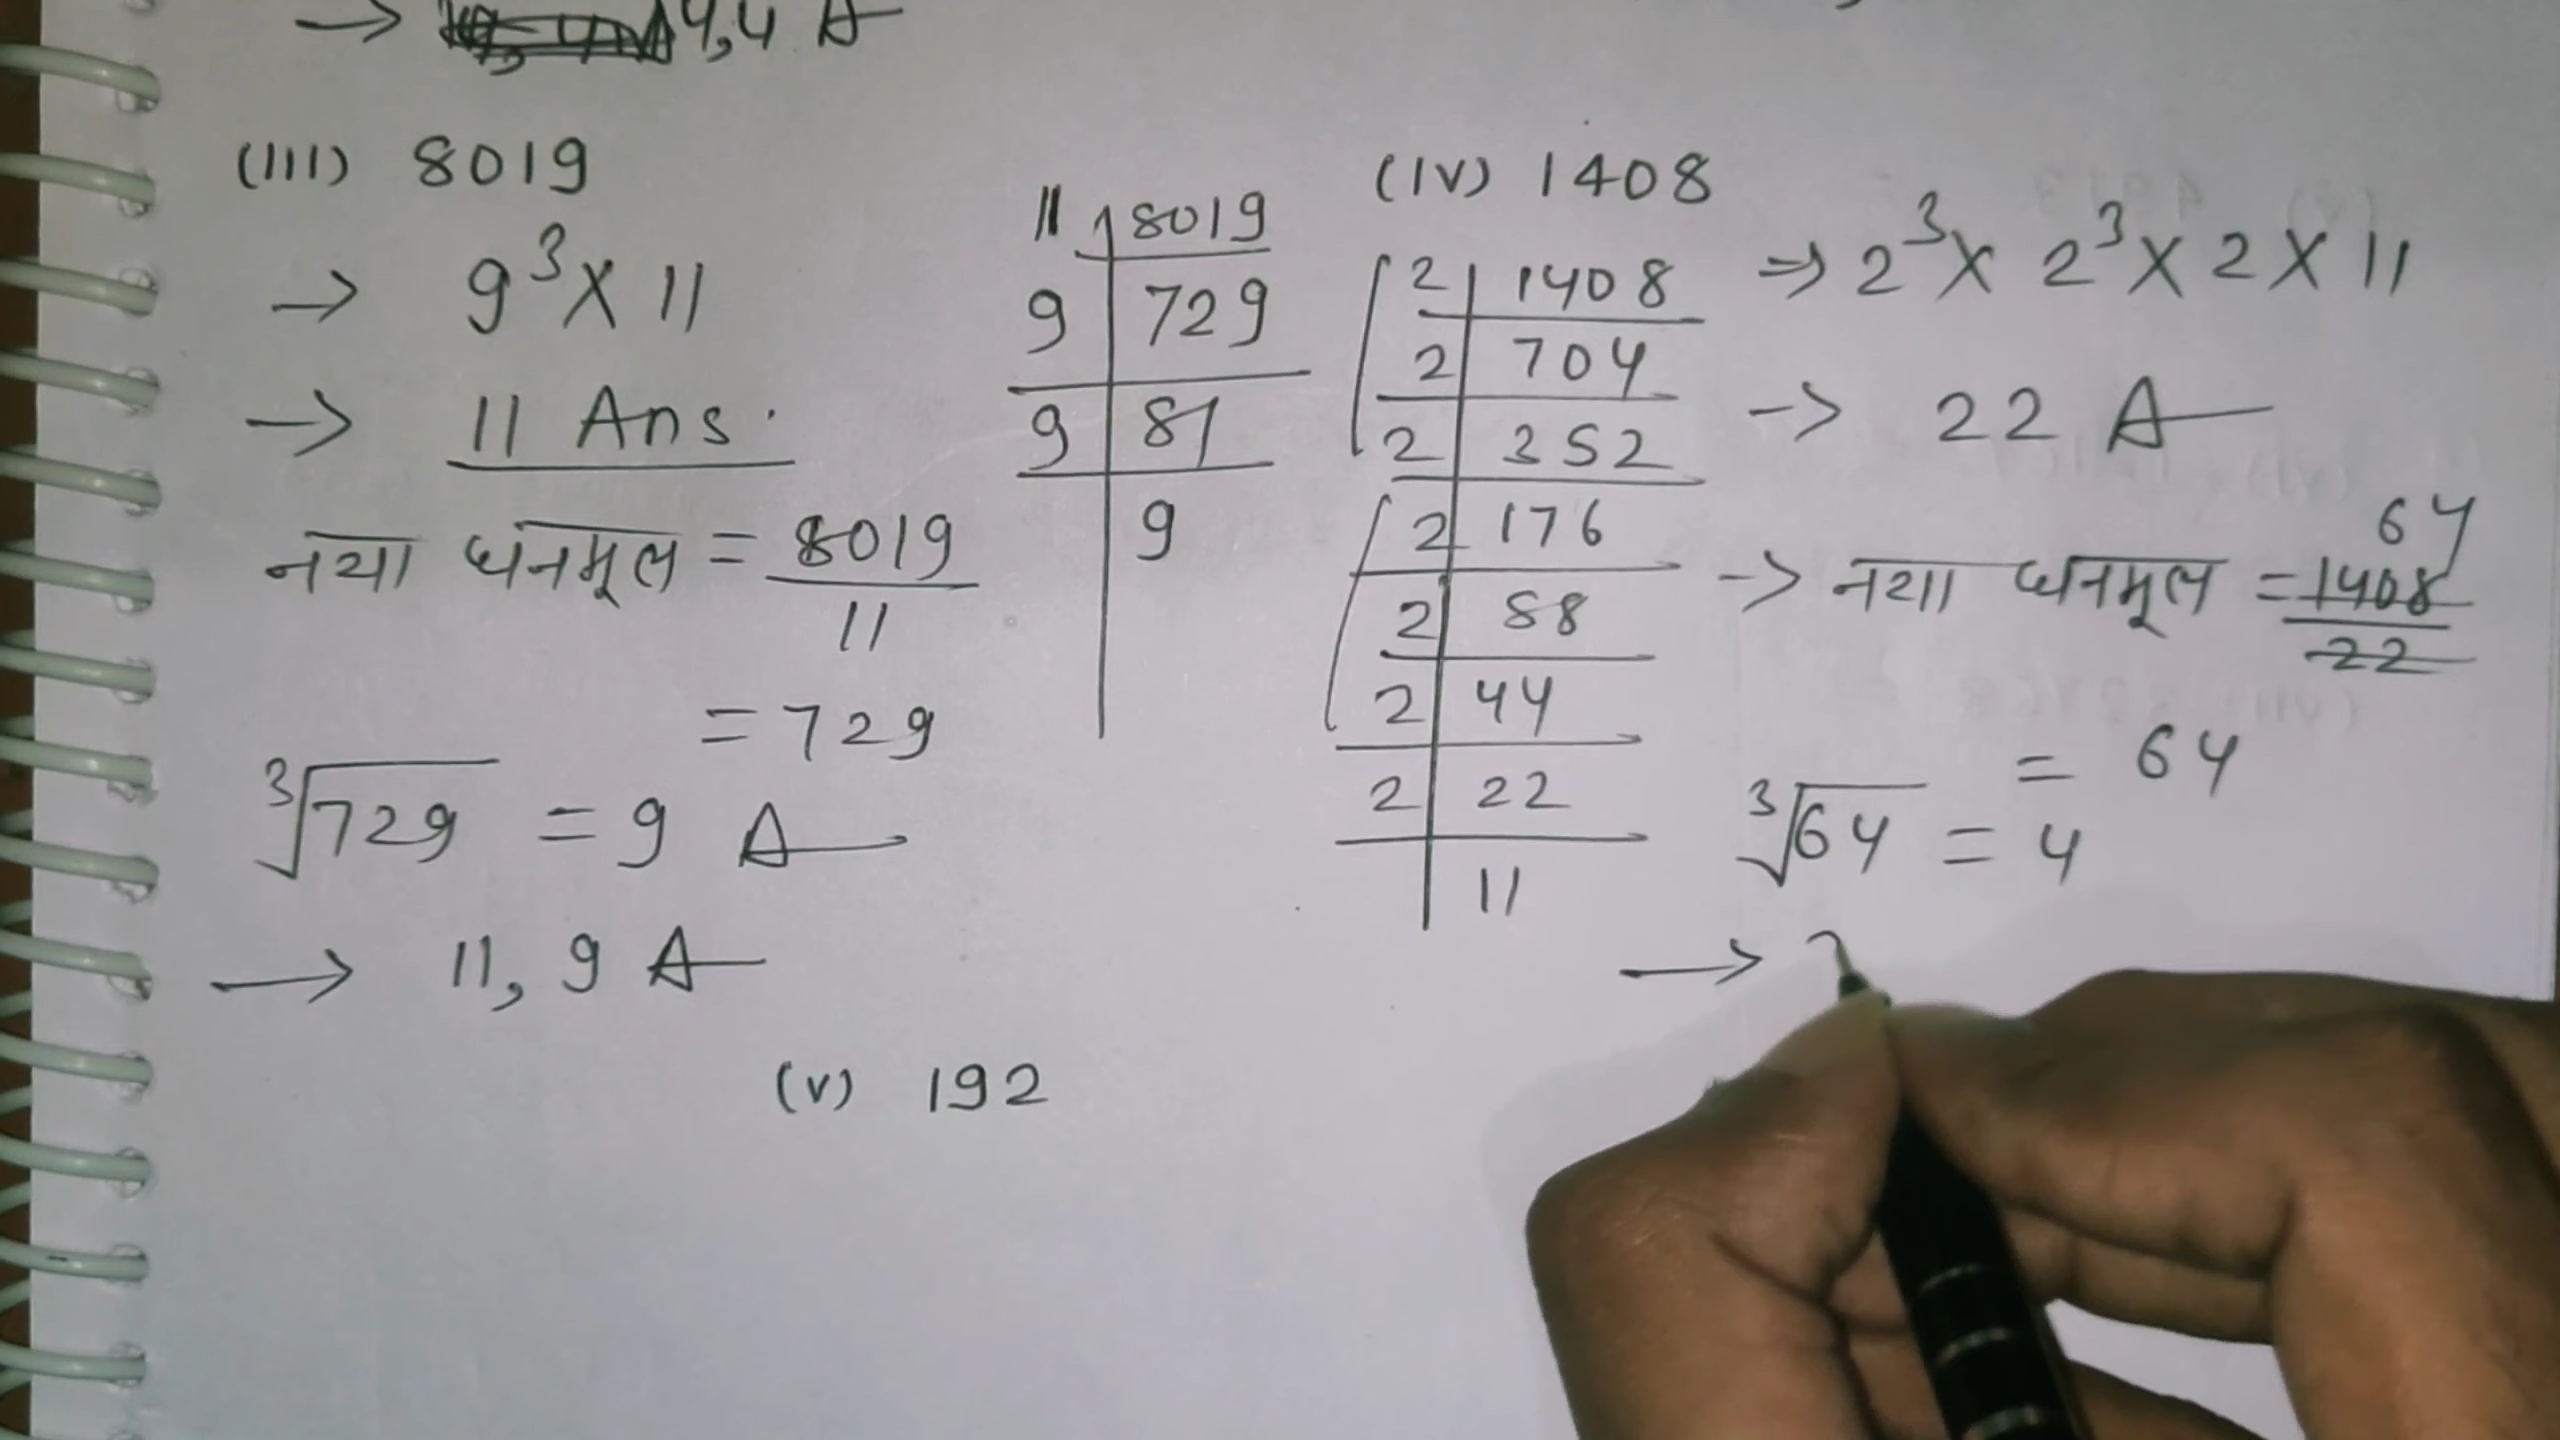 → 4,4 A
(III) 8019
→ 9³ X 11
→ 11 Ans.
नया घनमूल = 8019
11
= 729
³√729 = 9 A
→ 11, 9 A
11 8019
9 729
9 81
9
(IV) 1408
2 1408
2 704
2 352
2 176
2 88
2 44
2 22
11
⇒ 2³ X 2³ X 2 X 11
→ 22 A
64
→ नया घनमूल = 1408
22
= 64
³√64 = 4
→
(V) 192